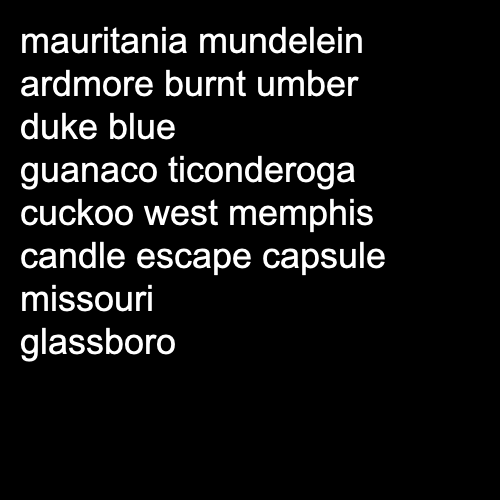 mauritania mundelein
ardmore burnt umber
duke blue
guanaco ticonderoga
cuckoo west memphis
candle escape capsule
missouri
glassboro